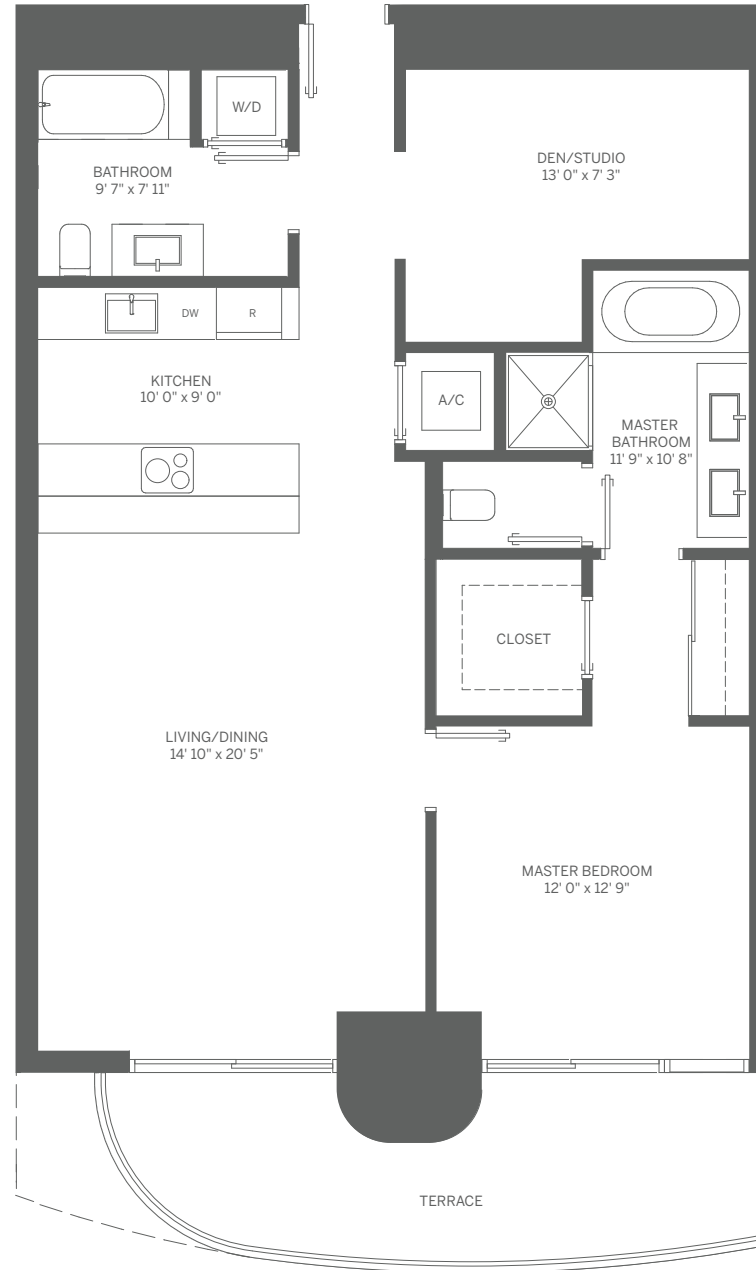 W/D
BATHROOM
9' 7" x 7' 11"
DEN/STUDIO
13' 0" x 7' 3"
DW
R
KITCHEN
10' 0" x 9' 0"
A/C
MASTER
BATHROOM
11' 9" x 10' 8"
CLOSET
LIVING/DINING
14' 10" x 20' 5"
MASTER BEDROOM
12' 0" x 12' 9"
TERRACE